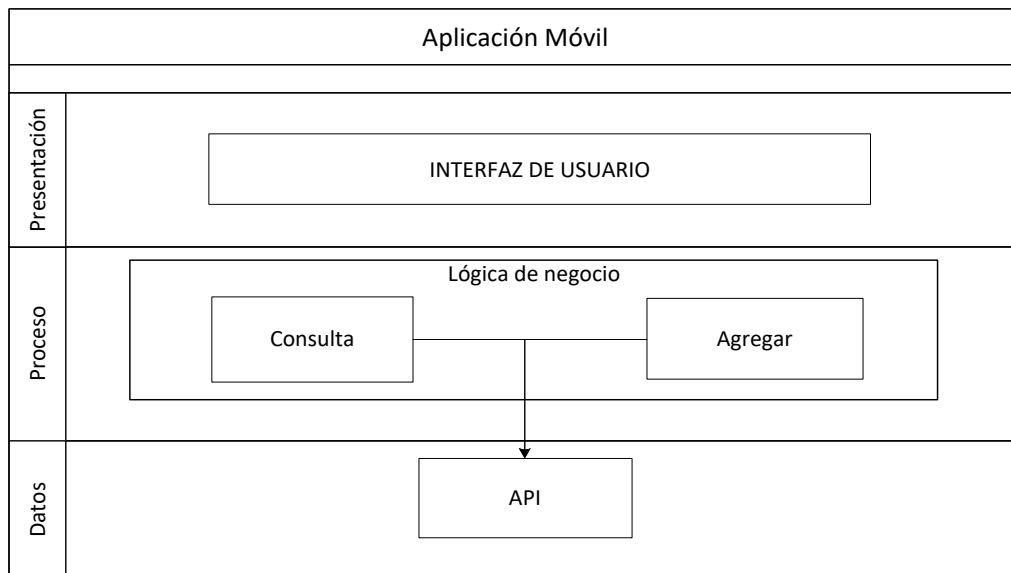 Aplicación Móvil
Presentación
INTERFAZ DE USUARIO
Proceso
Lógica de negocio
Consulta
Agregar
Datos
API